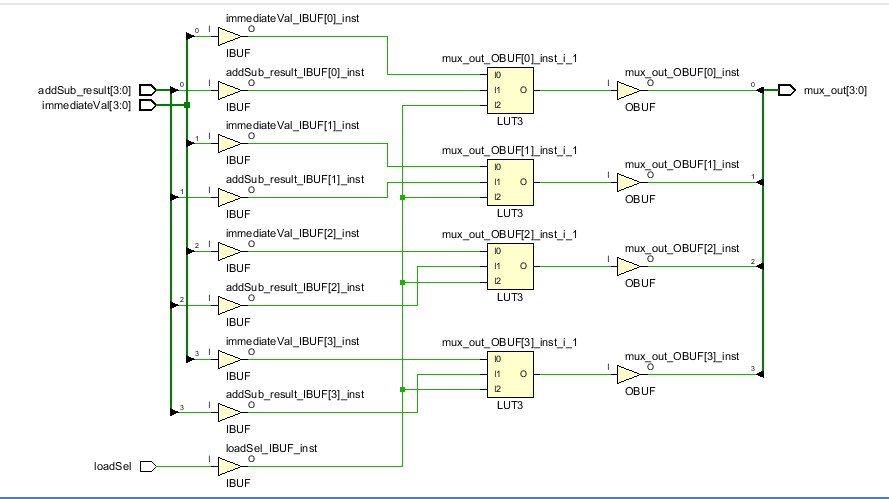 immediateVal_IBUF[0]_inst
0 I O
IBUF
addSub_result_IBUF[0]_inst
addSub_result[3:0] 0 I O
immediateVal[3:0]
IBUF
mux_out_OBUF[0]_inst_i_1
I0
I1 O
I2
LUT3
mux_out_OBUF[0]_inst
I O
OBUF
0 mux_out[3:0]
immediateVal_IBUF[1]_inst
1 I O
IBUF
addSub_result_IBUF[1]_inst
1 I O
IBUF
mux_out_OBUF[1]_inst_i_1
I0
I1 O
I2
LUT3
mux_out_OBUF[1]_inst
I O
OBUF
1
immediateVal_IBUF[2]_inst
2 I O
IBUF
addSub_result_IBUF[2]_inst
2 I O
IBUF
mux_out_OBUF[2]_inst_i_1
I0
I1 O
I2
LUT3
mux_out_OBUF[2]_inst
I O
OBUF
2
immediateVal_IBUF[3]_inst
3 I O
IBUF
addSub_result_IBUF[3]_inst
3 I O
IBUF
mux_out_OBUF[3]_inst_i_1
I0
I1 O
I2
LUT3
mux_out_OBUF[3]_inst
I O
OBUF
3
loadSel_IBUF_inst
loadSel I O
IBUF